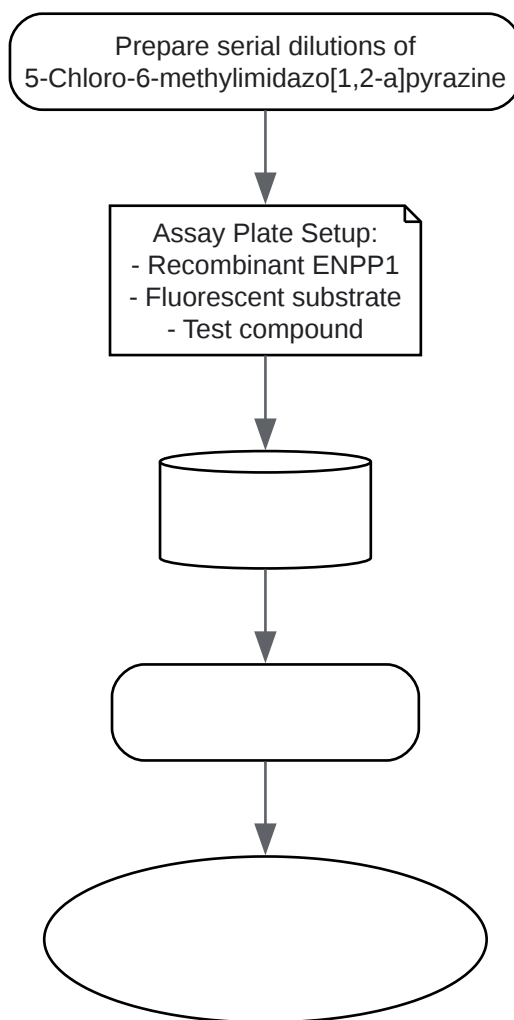 Prepare serial dilutions of
5-Chloro-6-methylimidazo[1,2-a]pyrazine
Assay Plate Setup:
- Recombinant ENPP1
- Fluorescent substrate
- Test compound